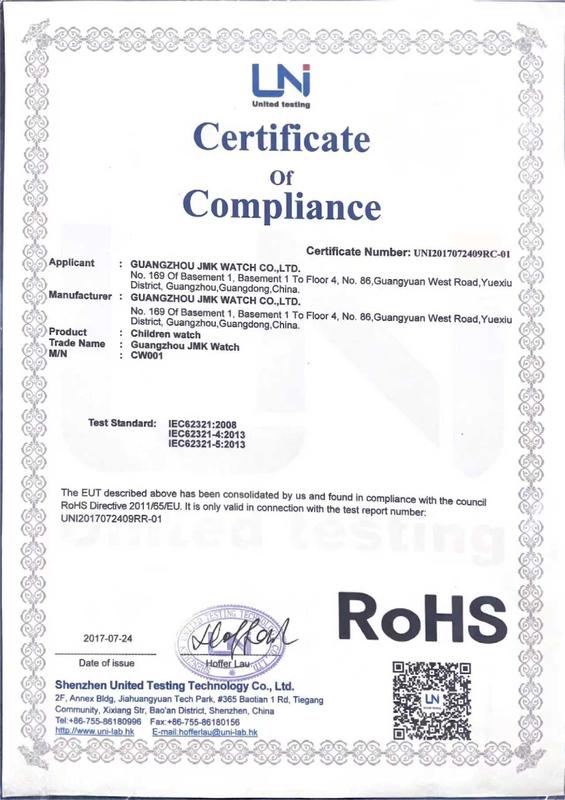 UNi
United testing
Certificate
Of
Compliance
Certificate Number: UNI2017072409RC-01
Applicant : GUANGZHOU JMK WATCH CO.,LTD.
No. 169 Of Basement 1, Basement 1 To Floor 4, No. 86,Guangyuan West Road,Yuexiu
District, Guangzhou,Guangdong,China.
Manufacturer : GUANGZHOU JMK WATCH CO.,LTD.
No. 169 Of Basement 1, Basement 1 To Floor 4, No. 86,Guangyuan West Road,Yuexiu
District, Guangzhou,Guangdong,China.
Product : Children watch
Trade Name : Guangzhou JMK Watch
M/N : CW001
Test Standard: IEC62321:2008
IEC62321-4:2013
IEC62321-5:2013
The EUT described above has been consolidated by us and found in compliance with the council
RoHS Directive 2011/65/EU. It is only valid in connection with the test report number:
UNI2017072409RR-01
United testing
RoHS
2017-07-24
Date of issue
Hoffer Lau
Shenzhen United Testing Technology Co., Ltd.
2F, Annex Bldg, Jiahuangyuan Tech Park, #365 Baotian 1 Rd, Tiegang
Community, Xixiang Str, Bao'an District, Shenzhen, China
Tel:+86-755-86180996 Fax:+86-755-86180156
http://www.uni-lab.hk E-mail:hofferlau@uni-lab.hk